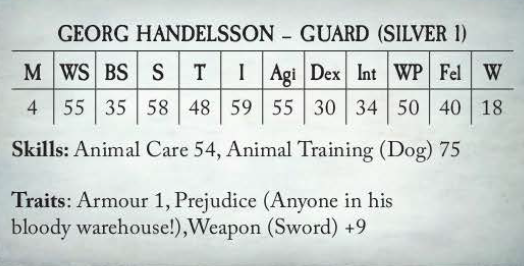 GEORG HANDELSSON – GUARD (SILVER 1)
M WS BS S T I Agi Dex Int WP Fel W
4 55 35 58 48 59 55 30 34 50 40 18
Skills: Animal Care 54, Animal Training (Dog) 75
Traits: Armour 1, Prejudice (Anyone in his
bloody warehouse!),Weapon (Sword) +9